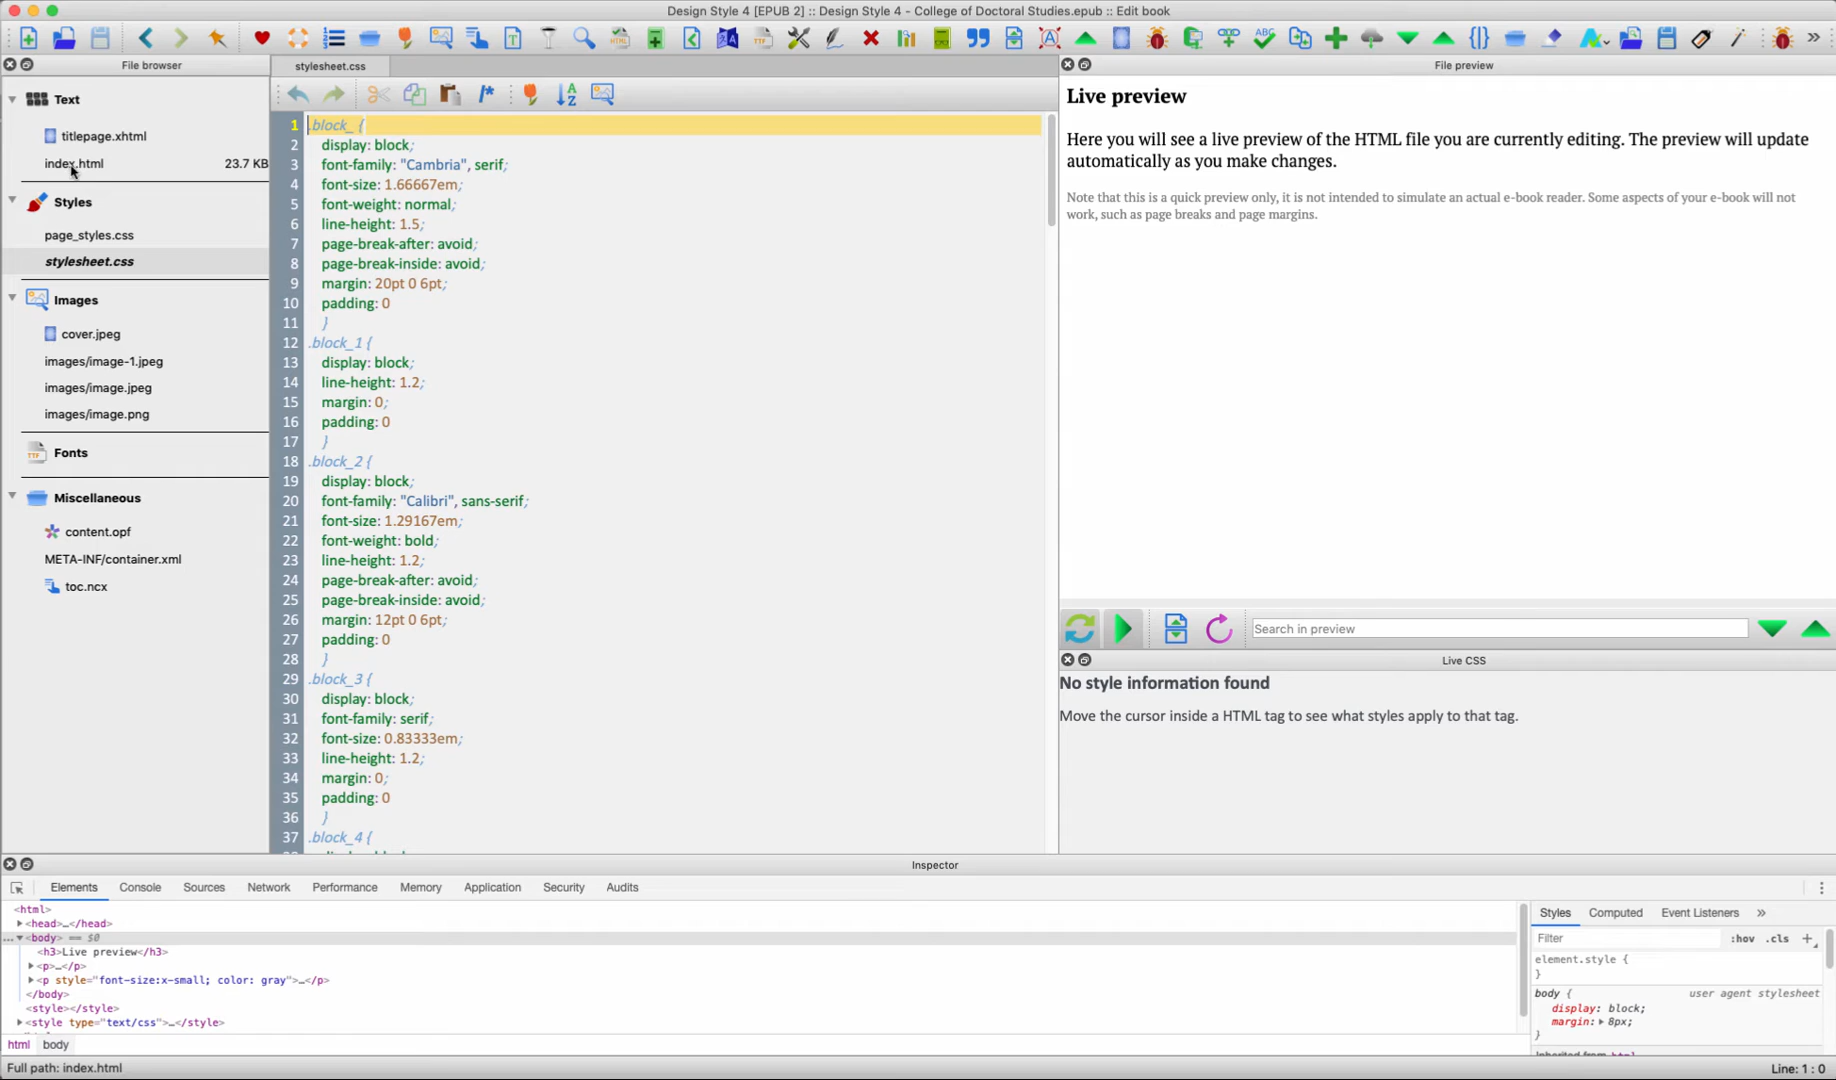 Design Style 4 [EPUB 2] :: Design Style 4 - College of Doctoral Studies.epub :: Edit book
File browser
Text
titlepage.xhtml
index.html 23.7 KB
Styles
page_styles.css
stylesheet.css
Images
cover.jpeg
images/image-1.jpeg
images/image.jpeg
images/image.png
Fonts
Miscellaneous
content.opf
META-INF/container.xml
toc.ncx
stylesheet.css
1 .block_ {
2 display: block;
3 font-family: "Cambria", serif;
4 font-size: 1.66667em;
5 font-weight: normal;
6 line-height: 1.5;
7 page-break-after: avoid;
8 page-break-inside: avoid;
9 margin: 20pt 0 6pt;
10 padding: 0
11 }
12 .block_1 {
13 display: block;
14 line-height: 1.2;
15 margin: 0;
16 padding: 0
17 }
18 .block_2 {
19 display: block;
20 font-family: "Calibri", sans-serif;
21 font-size: 1.29167em;
22 font-weight: bold;
23 line-height: 1.2;
24 page-break-after: avoid;
25 page-break-inside: avoid;
26 margin: 12pt 0 6pt;
27 padding: 0
28 }
29 .block_3 {
30 display: block;
31 font-family: serif;
32 font-size: 0.83333em;
33 line-height: 1.2;
34 margin: 0;
35 padding: 0
36 }
37 .block_4 {
File preview
Live preview
Here you will see a live preview of the HTML file you are currently editing. The preview will update
automatically as you make changes.
Note that this is a quick preview only, it is not intended to simulate an actual e-book reader. Some aspects of your e-book will not
work, such as page breaks and page margins.
Search in preview
Live CSS
No style information found
Move the cursor inside a HTML tag to see what styles apply to that tag.
Inspector
Elements Console Sources Network Performance Memory Application Security Audits
<html>
<head>…</head>
<body> == $0
<h3>Live preview</h3>
<p>…</p>
<p style="font-size:x-small; color: gray">…</p>
</body>
<style></style>
<style type="text/css">…</style>
html body
Styles Computed Event Listeners »
Filter :hov .cls +
element.style {
}
body { user agent stylesheet
display: block;
margin: 8px;
}
Inherited from html
Full path: index.html
Line: 1 : 0